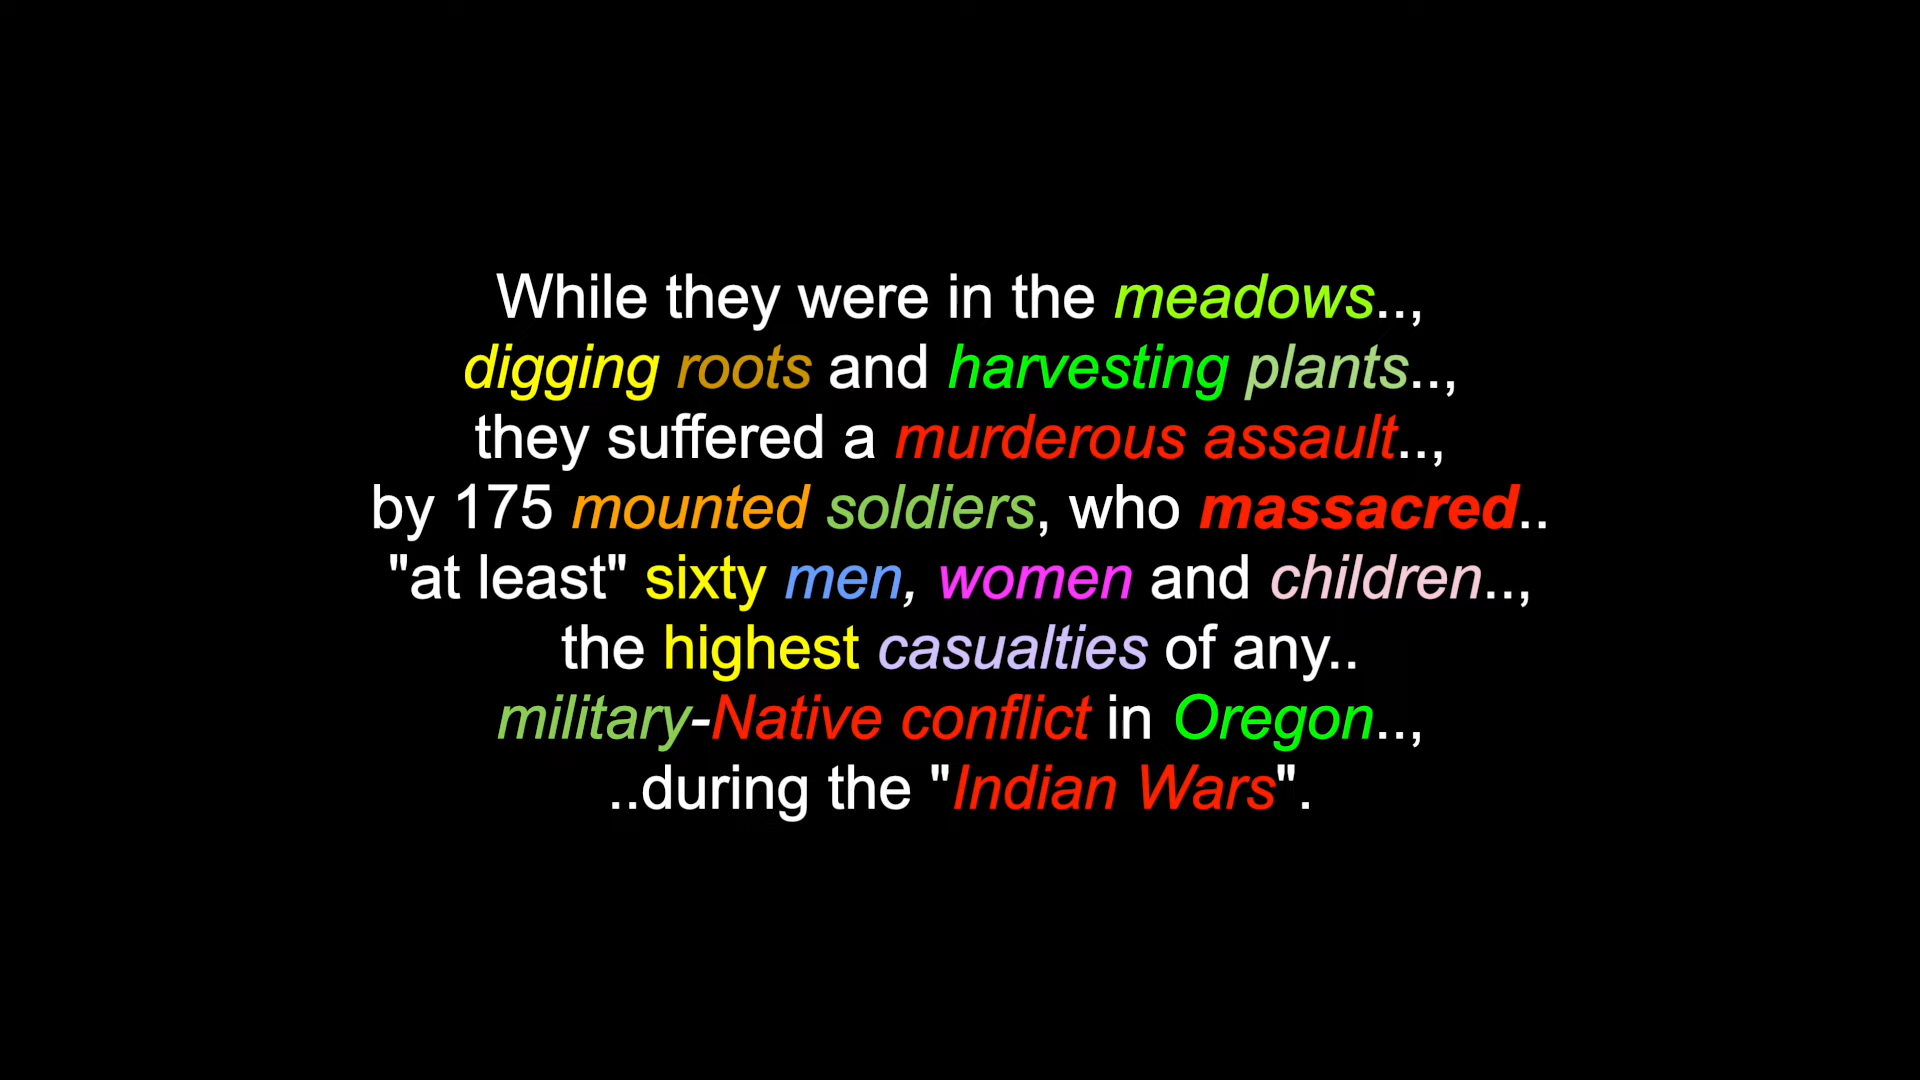 While they were in the meadows..,
digging roots and harvesting plants..,
they suffered a murderous assault..,
by 175 mounted soldiers, who massacred..
"at least" sixty men, women and children..,
the highest casualties of any..
military-Native conflict in Oregon..,
..during the "Indian Wars".